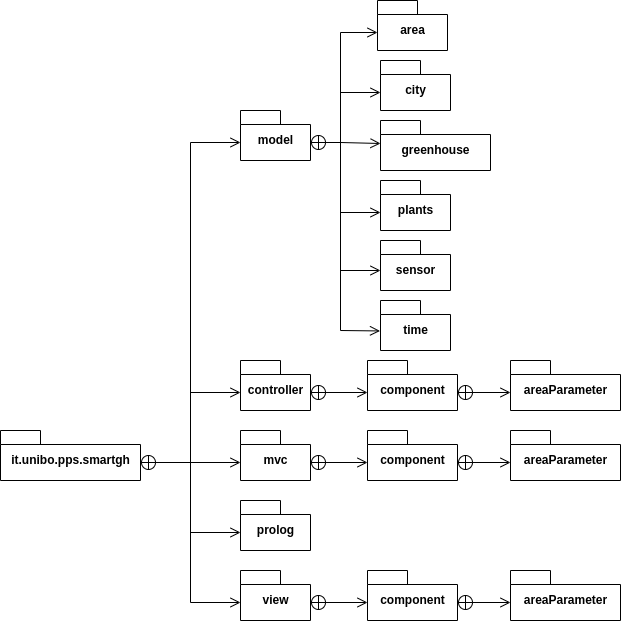 area
city
model
greenhouse
plants
sensor
time
controller
component
areaParameter
it.unibo.pps.smartgh
mvc
component
areaParameter
prolog
view
component
areaParameter